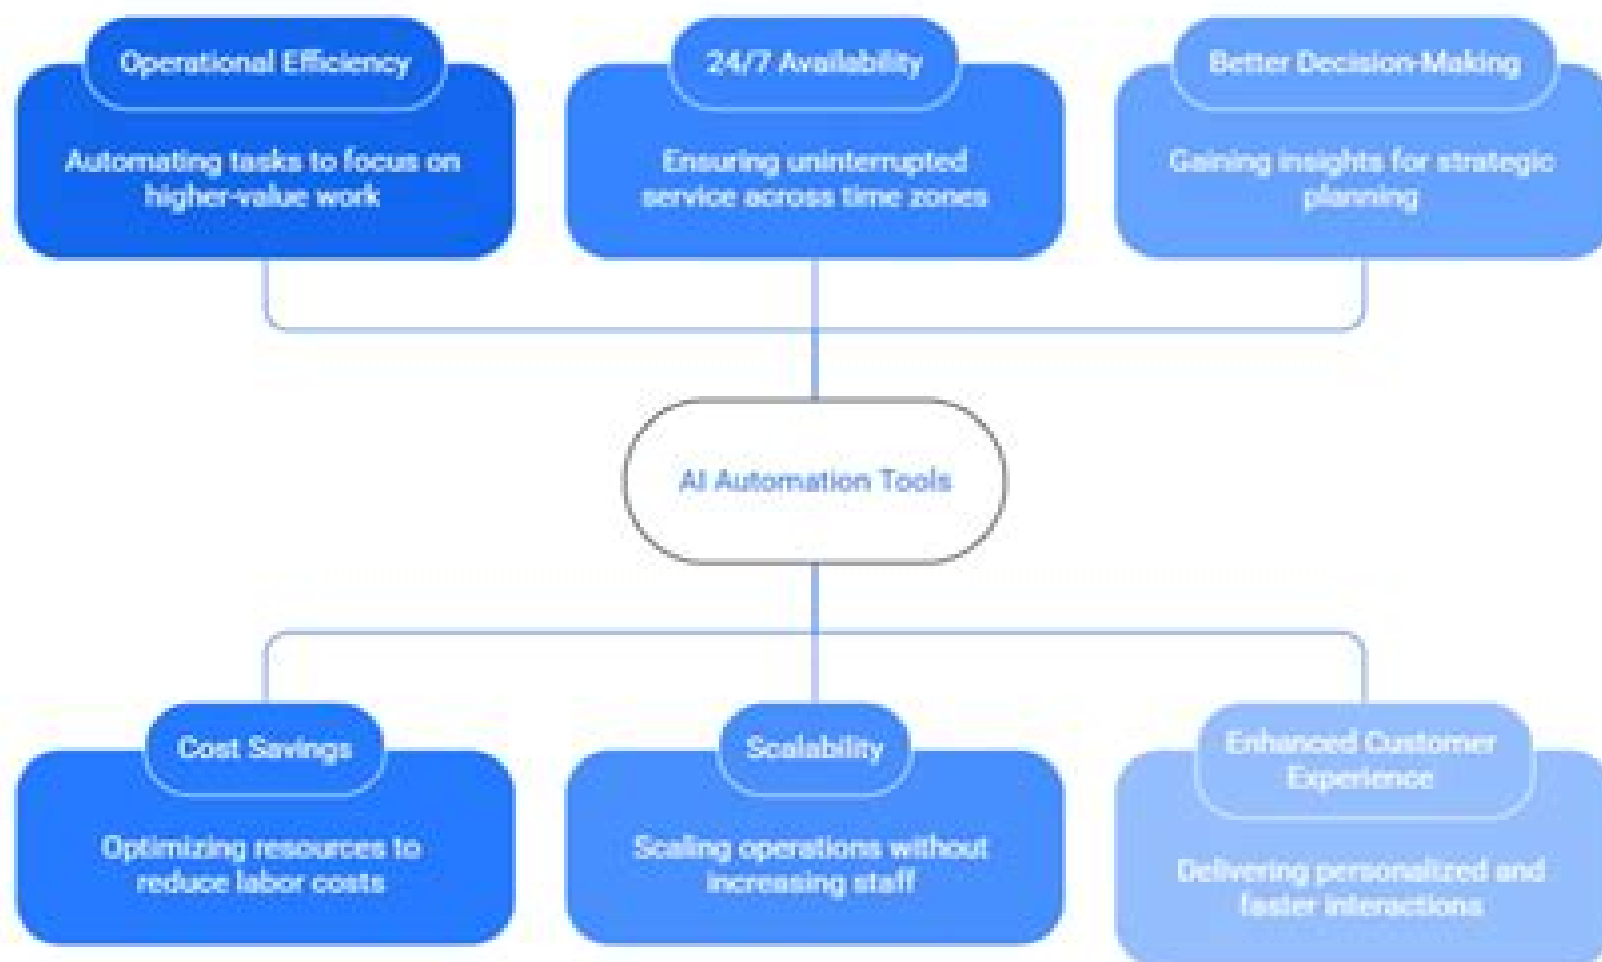 Operational Efficiency
Automating tasks to focus on
higher-value work
24/7 Availability
Ensuring uninterrupted
service across time zones
Better Decision-Making
Gaining insights for strategic
planning
AI Automation Tools
Cost Savings
Optimizing resources to
reduce labor costs
Scalability
Scaling operations without
increasing staff
Enhanced Customer
Experience
Delivering personalized and
faster interactions